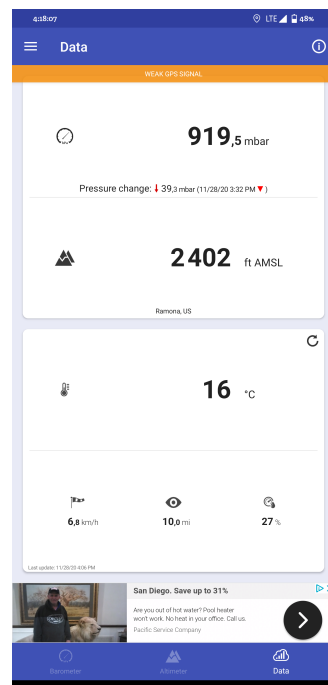 4:18:07 LTE 48%
Data
WEAK GPS SIGNAL
919,5 mbar
Pressure change: 39,3 mbar (11/28/20 3:32 PM )
2 402 ft AMSL
Ramona, US
16 °C
6,8 km/h 10,0 mi 27 %
Last update: 11/28/20 4:06 PM
San Diego. Save up to 31%
Are you out of hot water? Pool heater
won't work. No heat in your office. Call us.
Pacific Service Company
Barometer Altimeter Data